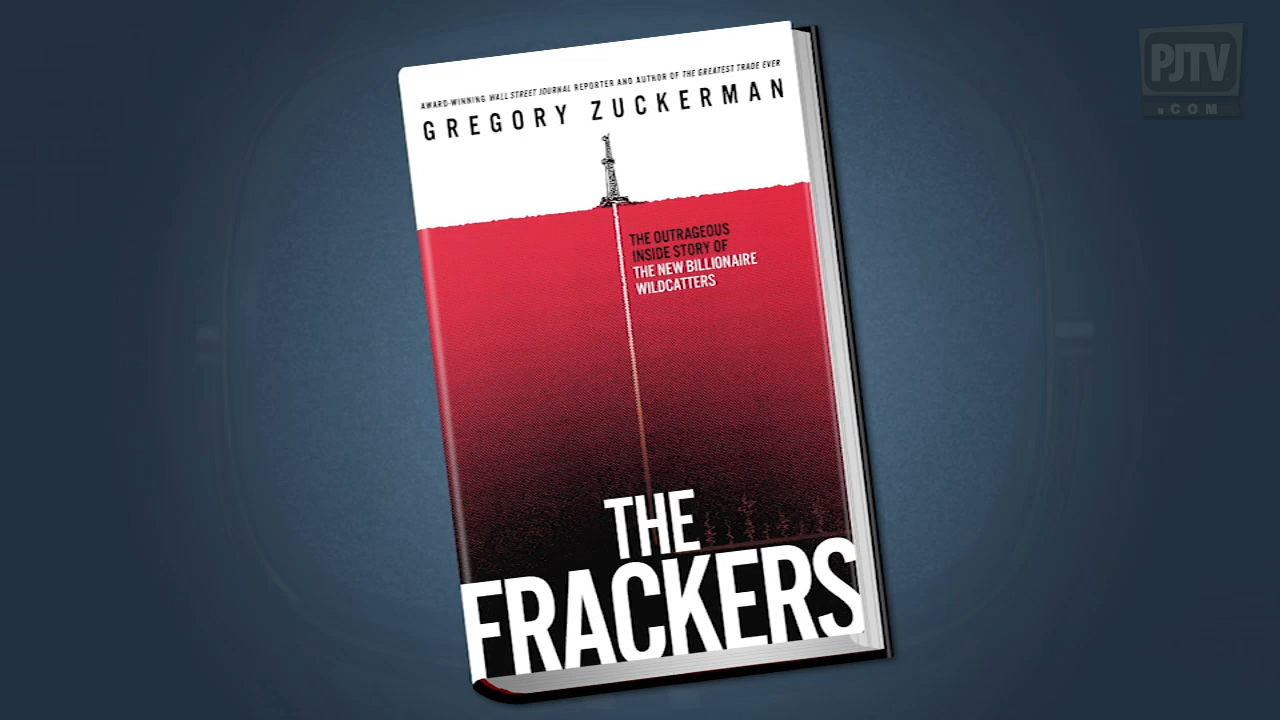 AWARD-WINNING WALL STREET JOURNAL REPORTER AND AUTHOR OF THE GREATEST TRADE EVER
GREGORY ZUCKERMAN
THE OUTRAGEOUS
INSIDE STORY OF
THE NEW BILLIONAIRE
WILDCATTERS
THE
FRACKERS
PJTV
.COM